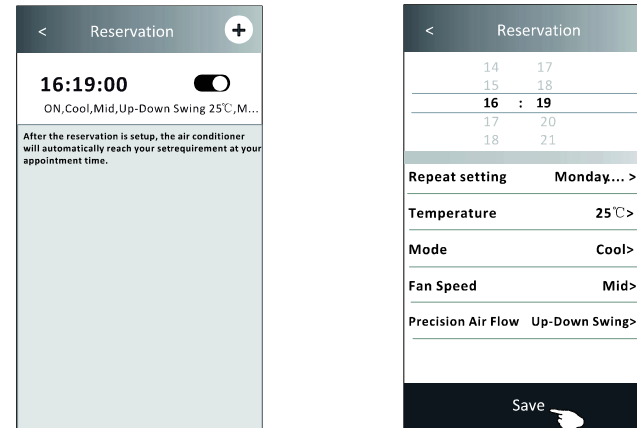 < Reservation +
16:19:00
ON,Cool,Mid,Up-Down Swing 25℃,M...
After the reservation is setup, the air conditioner
will automatically reach your setrequirement at your
appointment time.
< Reservation
14 17
15 18
16 : 19
17 20
18 21
Repeat setting Monday.... >
Temperature 25℃>
Mode Cool>
Fan Speed Mid>
Precision Air Flow Up-Down Swing>
Save